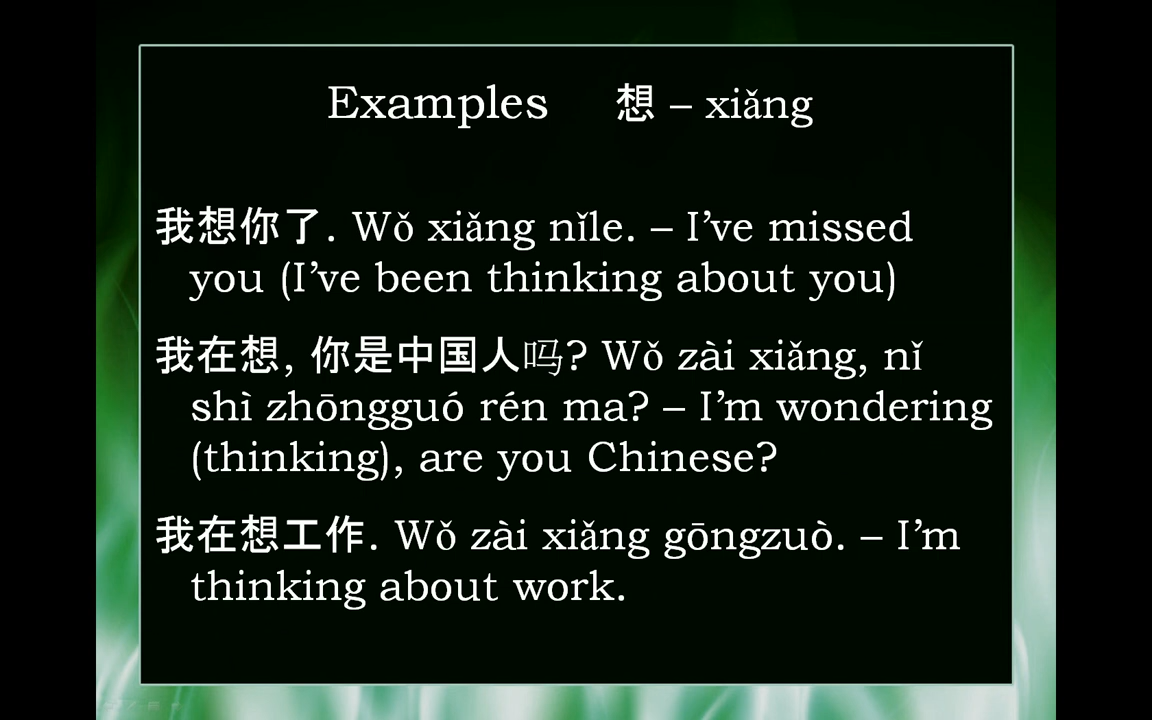 Examples 想 – xiǎng
我想你了. Wǒ xiǎng nǐle. – I’ve missed
you (I’ve been thinking about you)
我在想, 你是中国人吗? Wǒ zài xiǎng, nǐ
shì zhōngguó rén ma? – I’m wondering
(thinking), are you Chinese?
我在想工作. Wǒ zài xiǎng gōngzuò. – I’m
thinking about work.